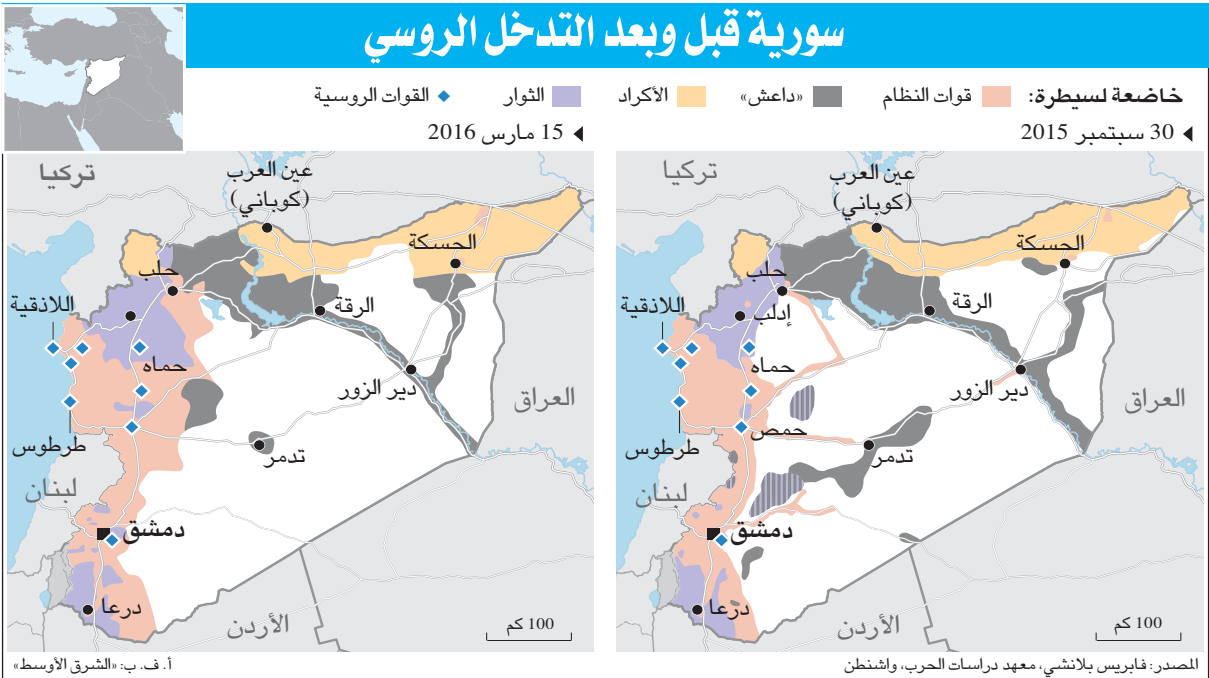 سورية قبل وبعد التدخل الروسي
خاضعة لسيطرة: قوات النظام «داعش» الأكراد الثوار القوات الروسية
30 سبتمبر 2015
تركيا
عين العرب
(كوباني)
الحسكة
حلب
الرقة
إدلب
اللاذقية
حماه
دير الزور
العراق
حمص
طرطوس
تدمر
لبنان
دمشق
درعا
الأردن
100 كم
15 مارس 2016
تركيا
عين العرب
(كوباني)
الحسكة
حلب
الرقة
اللاذقية
حماه
دير الزور
العراق
طرطوس
تدمر
لبنان
دمشق
درعا
الأردن
100 كم
المصدر: فابريس بلانشي، معهد دراسات الحرب، واشنطن
أ. ف. ب: «الشرق الأوسط»